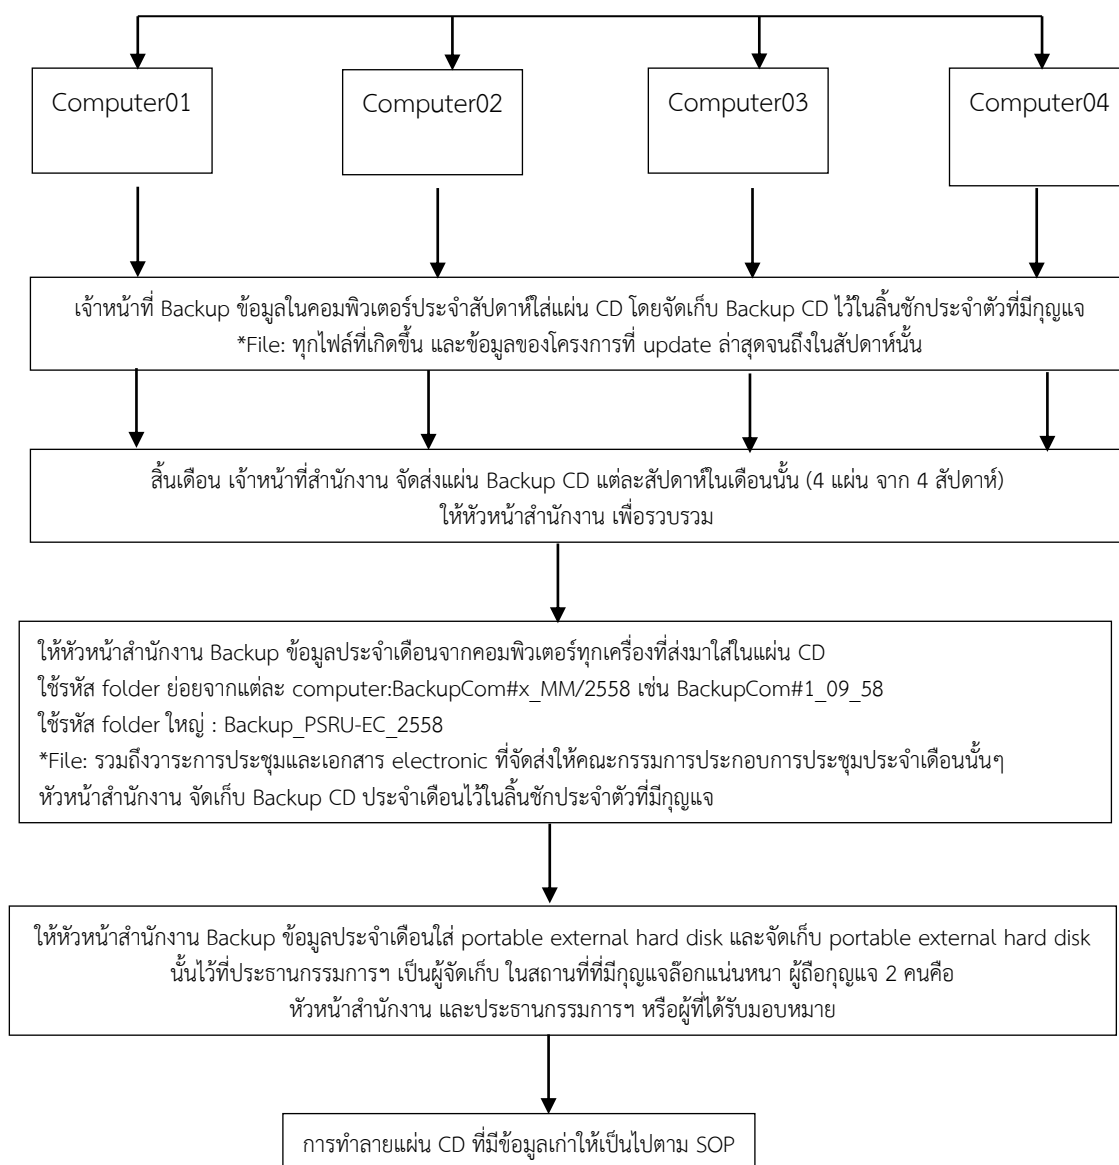 Computer01
Computer02
Computer03
Computer04
เจ้าหน้าที่ Backup ข้อมูลในคอมพิวเตอร์ประจำสัปดาห์ใส่แผ่น CD โดยจัดเก็บ Backup CD ไว้ในลิ้นชักประจำตัวที่มีกุญแจ
*File: ทุกไฟล์ที่เกิดขึ้น และข้อมูลของโครงการที่ update ล่าสุดจนถึงในสัปดาห์นั้น
สิ้นเดือน เจ้าหน้าที่สำนักงาน จัดส่งแผ่น Backup CD แต่ละสัปดาห์ในเดือนนั้น (4 แผ่น จาก 4 สัปดาห์)
ให้หัวหน้าสำนักงาน เพื่อรวบรวม
ให้หัวหน้าสำนักงาน Backup ข้อมูลประจำเดือนจากคอมพิวเตอร์ทุกเครื่องที่ส่งมาใส่ในแผ่น CD
ใช้รหัส folder ย่อยจากแต่ละ computer:BackupCom#x_MM/2558 เช่น BackupCom#1_09_58
ใช้รหัส folder ใหญ่ : Backup_PSRU-EC_2558
*File: รวมถึงวาระการประชุมและเอกสาร electronic ที่จัดส่งให้คณะกรรมการประกอบการประชุมประจำเดือนนั้นๆ
หัวหน้าสำนักงาน จัดเก็บ Backup CD ประจำเดือนไว้ในลิ้นชักประจำตัวที่มีกุญแจ
ให้หัวหน้าสำนักงาน Backup ข้อมูลประจำเดือนใส่ portable external hard disk และจัดเก็บ portable external hard disk
นั้นไว้ที่ประธานกรรมการฯ เป็นผู้จัดเก็บ ในสถานที่ที่มีกุญแจล๊อกแน่นหนา ผู้ถือกุญแจ 2 คนคือ
หัวหน้าสำนักงาน และประธานกรรมการฯ หรือผู้ที่ได้รับมอบหมาย
การทำลายแผ่น CD ที่มีข้อมูลเก่าให้เป็นไปตาม SOP